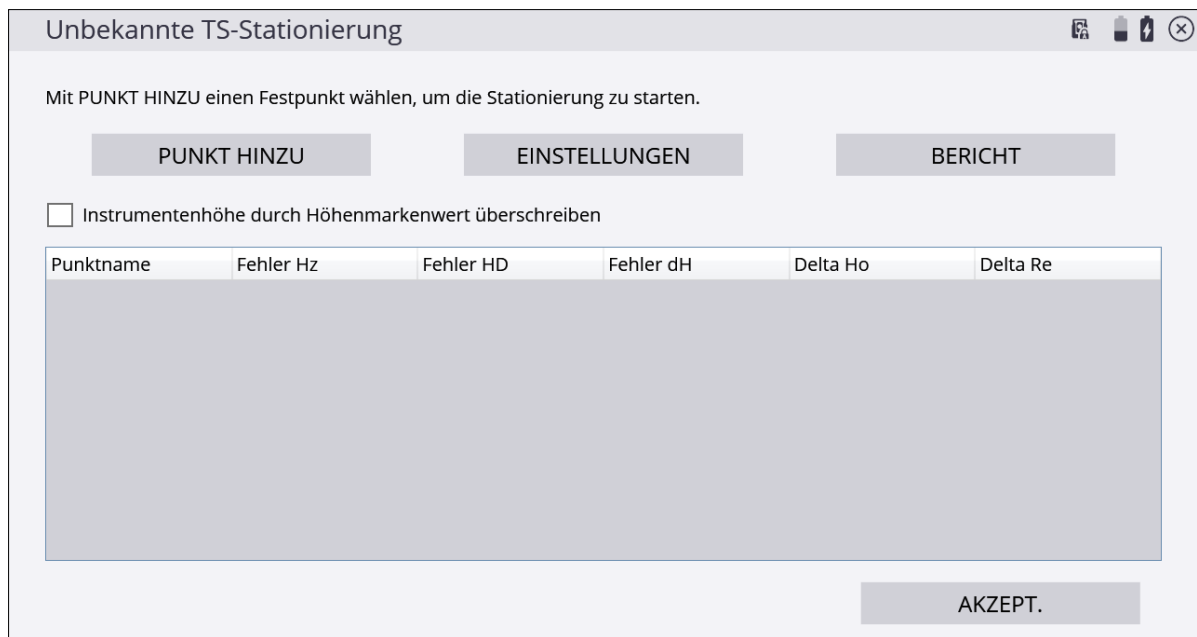 Unbekannte TS-Stationierung
Mit PUNKT HINZU einen Festpunkt wählen, um die Stationierung zu starten.
PUNKT HINZU EINSTELLUNGEN BERICHT
Instrumentenhöhe durch Höhenmarkenwert überschreiben
Punktname Fehler Hz Fehler HD Fehler dH Delta Ho Delta Re
AKZEPT.